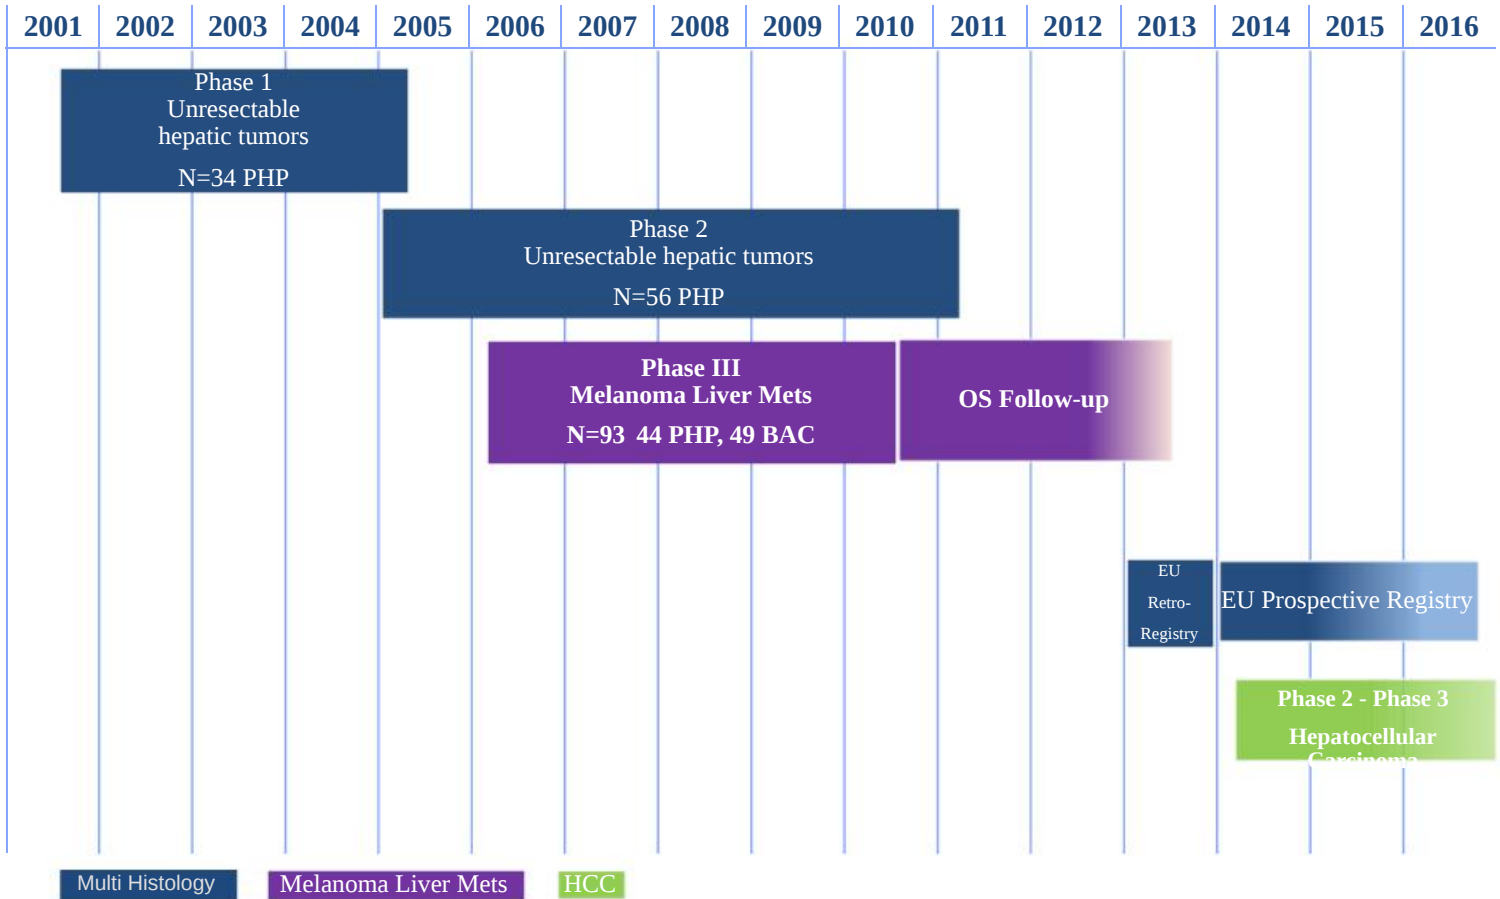 2001 2002 2003 2004 2005 2006 2007 2008 2009 2010 2011 2012 2013 2014 2015 2016
Phase 1
Unresectable
hepatic tumors
N=34 PHP
Phase 2
Unresectable hepatic tumors
N=56 PHP
Phase III
Melanoma Liver Mets
N=93 44 PHP, 49 BAC
OS Follow-up
EU
Retro-
Registry
EU Prospective Registry
Phase 2 - Phase 3
Hepatocellular
Carcinoma
Multi Histology
Melanoma Liver Mets
HCC